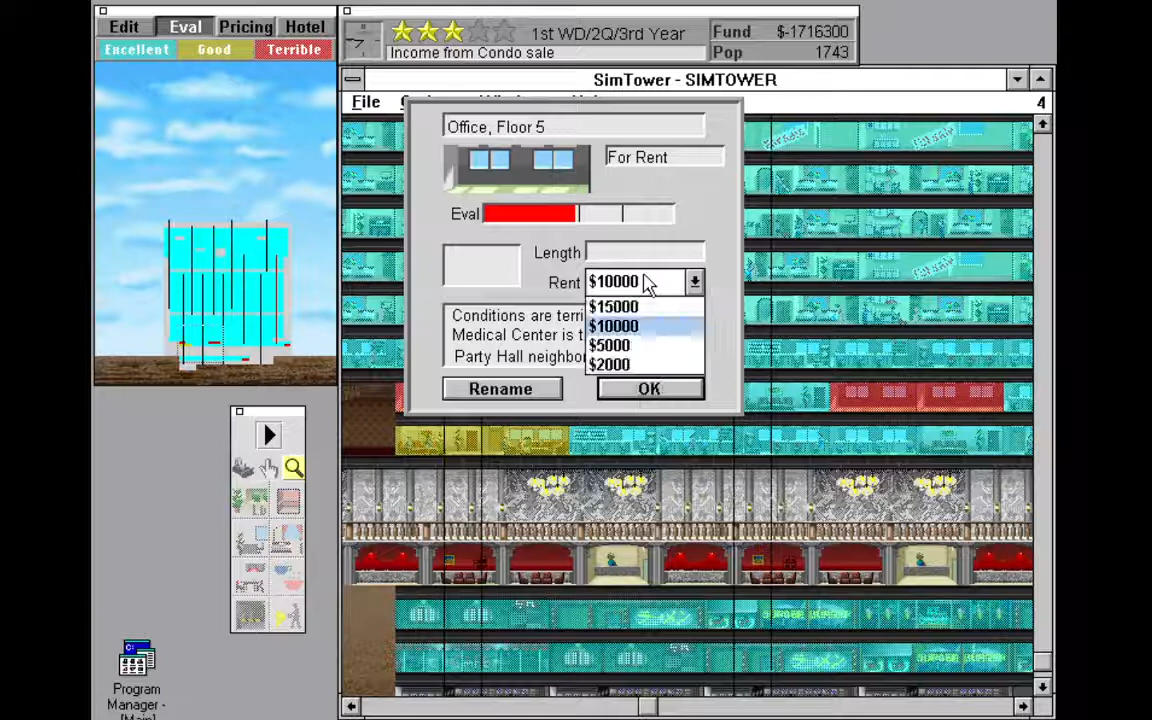 Edit Eval Pricing Hotel
Excellent Good Terrible
1st WD/2Q/3rd Year
Income from Condo sale
Fund $-1716300
Pop 1743
SimTower - SIMTOWER
File
4
Office, Floor 5
For Rent
Eval
Length
Rent $10000
$15000
$10000
$5000
$2000
Conditions are terri
Medical Center is t
Party Hall neighbo
Rename OK
Program
Manager -
[Main]